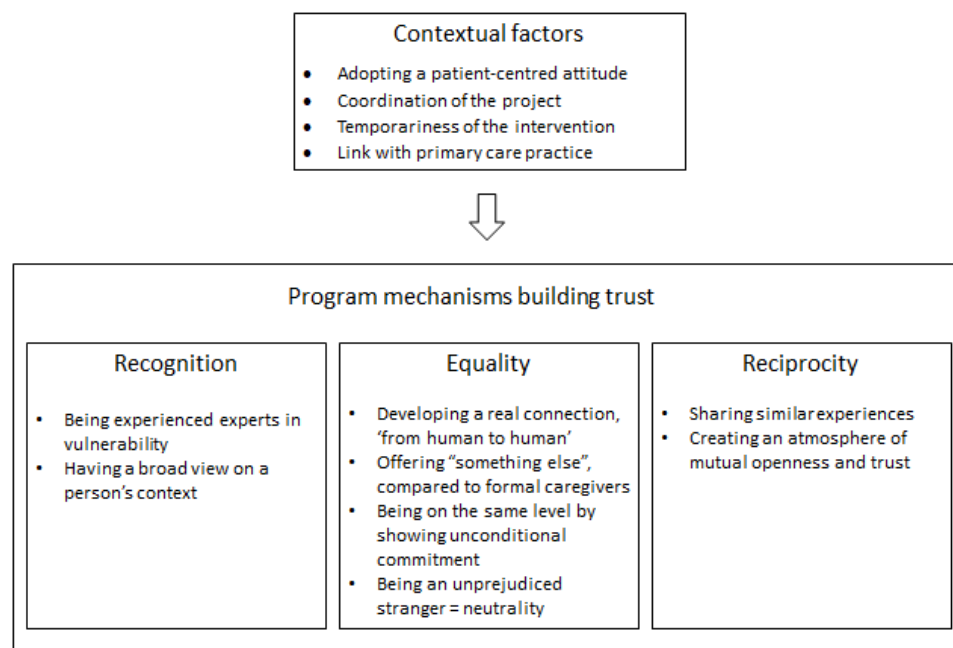 Contextual factors
● Adopting a patient-centred attitude
● Coordination of the project
● Temporariness of the intervention
● Link with primary care practice
Program mechanisms building trust
Recognition
• Being experienced experts in
vulnerability
• Having a broad view on a
person's context
Equality
• Developing a real connection,
'from human to human'
• Offering "something else",
compared to formal caregivers
• Being on the same level by
showing unconditional
commitment
• Being an unprejudiced
stranger = neutrality
Reciprocity
• Sharing similar experiences
• Creating an atmosphere of
mutual openness and trust